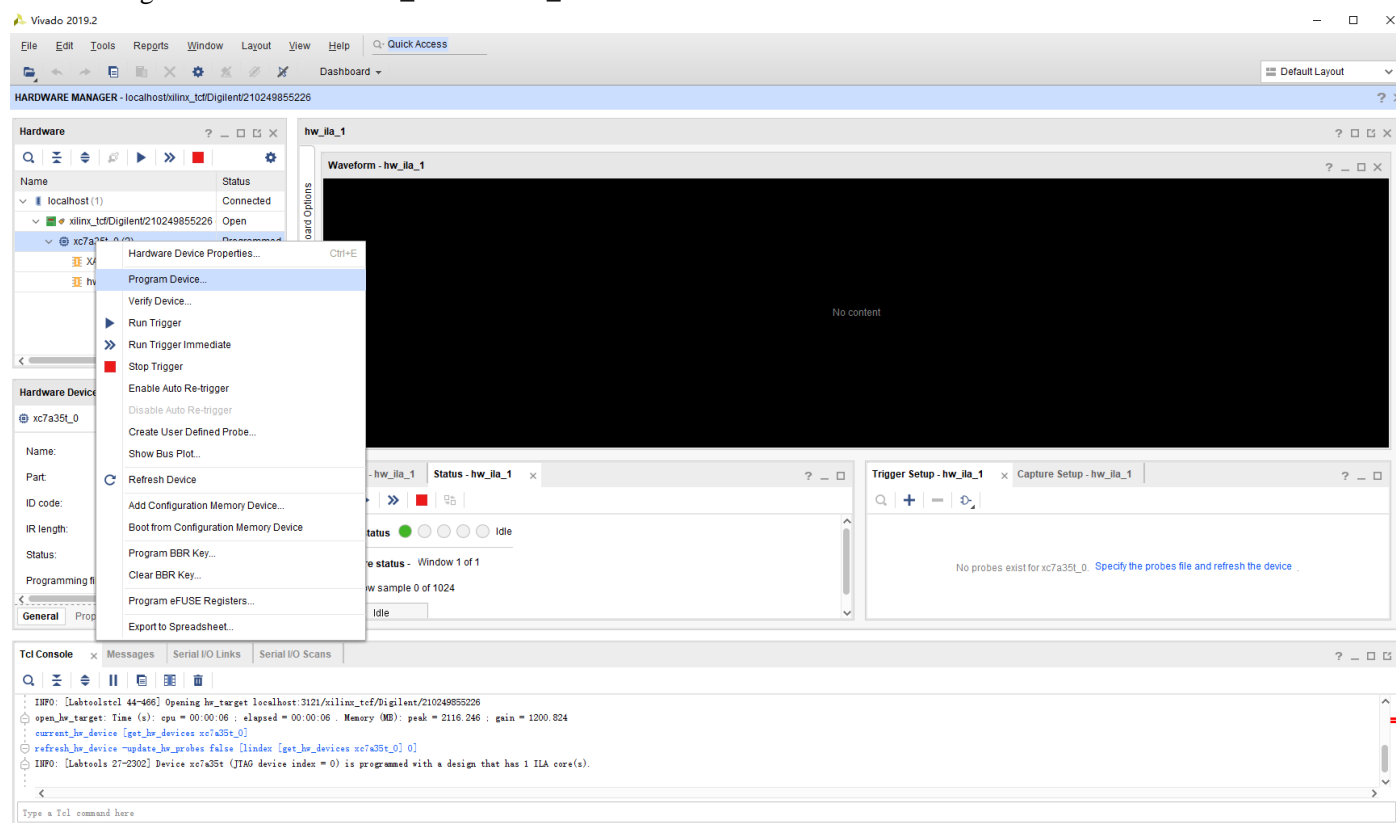 Vivado 2019.2
File Edit Tools Reports Window Layout View Help Quick Access
Dashboard Default Layout
HARDWARE MANAGER - localhost/xilinx_tcf/Digilent/210249855226
Hardware
Name Status
localhost (1) Connected
xilinx_tcf/Digilent/210249855226 Open
Hardware Device Properties... Ctrl+E
Program Device...
Verify Device...
Run Trigger
Run Trigger Immediate
Stop Trigger
Enable Auto Re-trigger
Disable Auto Re-trigger
Create User Defined Probe...
Show Bus Plot...
Refresh Device
Add Configuration Memory Device...
Boot from Configuration Memory Device
Program BBR Key...
Clear BBR Key...
Program eFUSE Registers...
Export to Spreadsheet...
Hardware Device
xc7a35t_0
Name:
Part:
ID code:
IR length:
Status:
Programming fi
General Prop
hw_ila_1
Waveform - hw_ila_1
Options
No content
- hw_ila_1 Status - hw_ila_1
Idle
status - Window 1 of 1
sample 0 of 1024
Idle
Trigger Setup - hw_ila_1 Capture Setup - hw_ila_1
No probes exist for xc7a35t_0. Specify the probes file and refresh the device .
Tcl Console Messages Serial I/O Links Serial I/O Scans
INFO: [Labtoolstcl 44-466] Opening hw_target localhost:3121/xilinx_tcf/Digilent/210249855226
open_hw_target: Time (s): cpu = 00:00:06 ; elapsed = 00:00:06 . Memory (MB): peak = 2116.246 ; gain = 1200.824
current_hw_device [get_hw_devices xc7a35t_0]
refresh_hw_device -update_hw_probes false [lindex [get_hw_devices xc7a35t_0] 0]
INFO: [Labtools 27-2302] Device xc7a35t (JTAG device index = 0) is programmed with a design that has 1 ILA core(s).
Type a Tcl command here